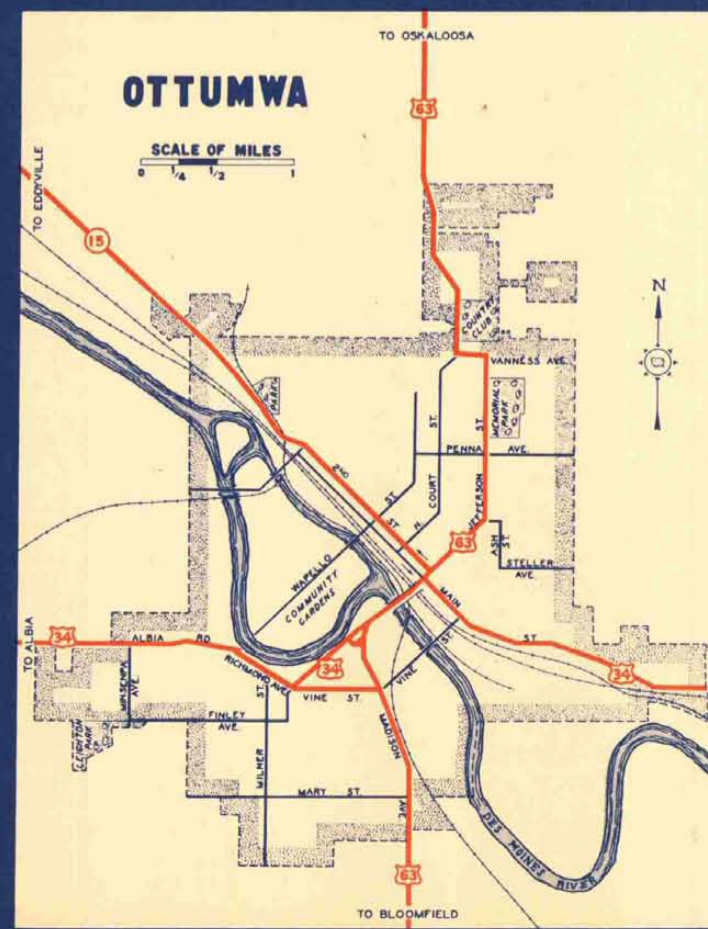 TO OSKALOOSA
OTTUMWA
63
SCALE OF MILES
0 1/4 1/2 1
TO EDDYVILLE
15
N
COUNTRY CLUB
VANNESS AVE.
PARK
MEMORIAL PARK
ST.
PENNA. AVE.
2ND
ST.
COURT
ST.
N
JEFFERSON
63
ASH ST.
WAPELLO
STELLER AVE.
COMMUNITY GARDENS
MAIN
TO ALBIA
34
ALBIA RD
ST.
ST.
34
RICHMOND AVE.
34
VINE
VINE ST.
AVE.
FINLEY AVE.
ST.
MADISON
LEIGHTON PARK
MILNER
MARY ST.
AVE
DES MOINES RIVER
63
TO BLOOMFIELD